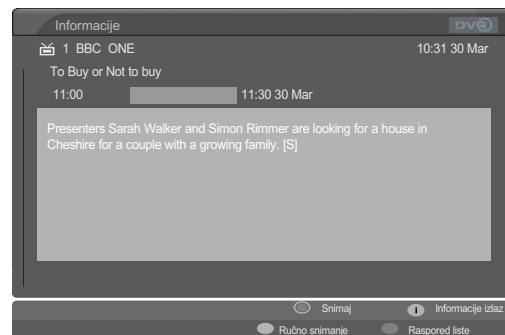 Informacije
DVR
1 BBC ONE 10:31 30 Mar
To Buy or Not to buy
11:00 11:30 30 Mar
Presenters Sarah Walker and Simon Rimmer are looking for a house in
Cheshire for a couple with a growing family. [S]
Snimaj i Informacije izlaz
Ručno snimanje Raspored liste